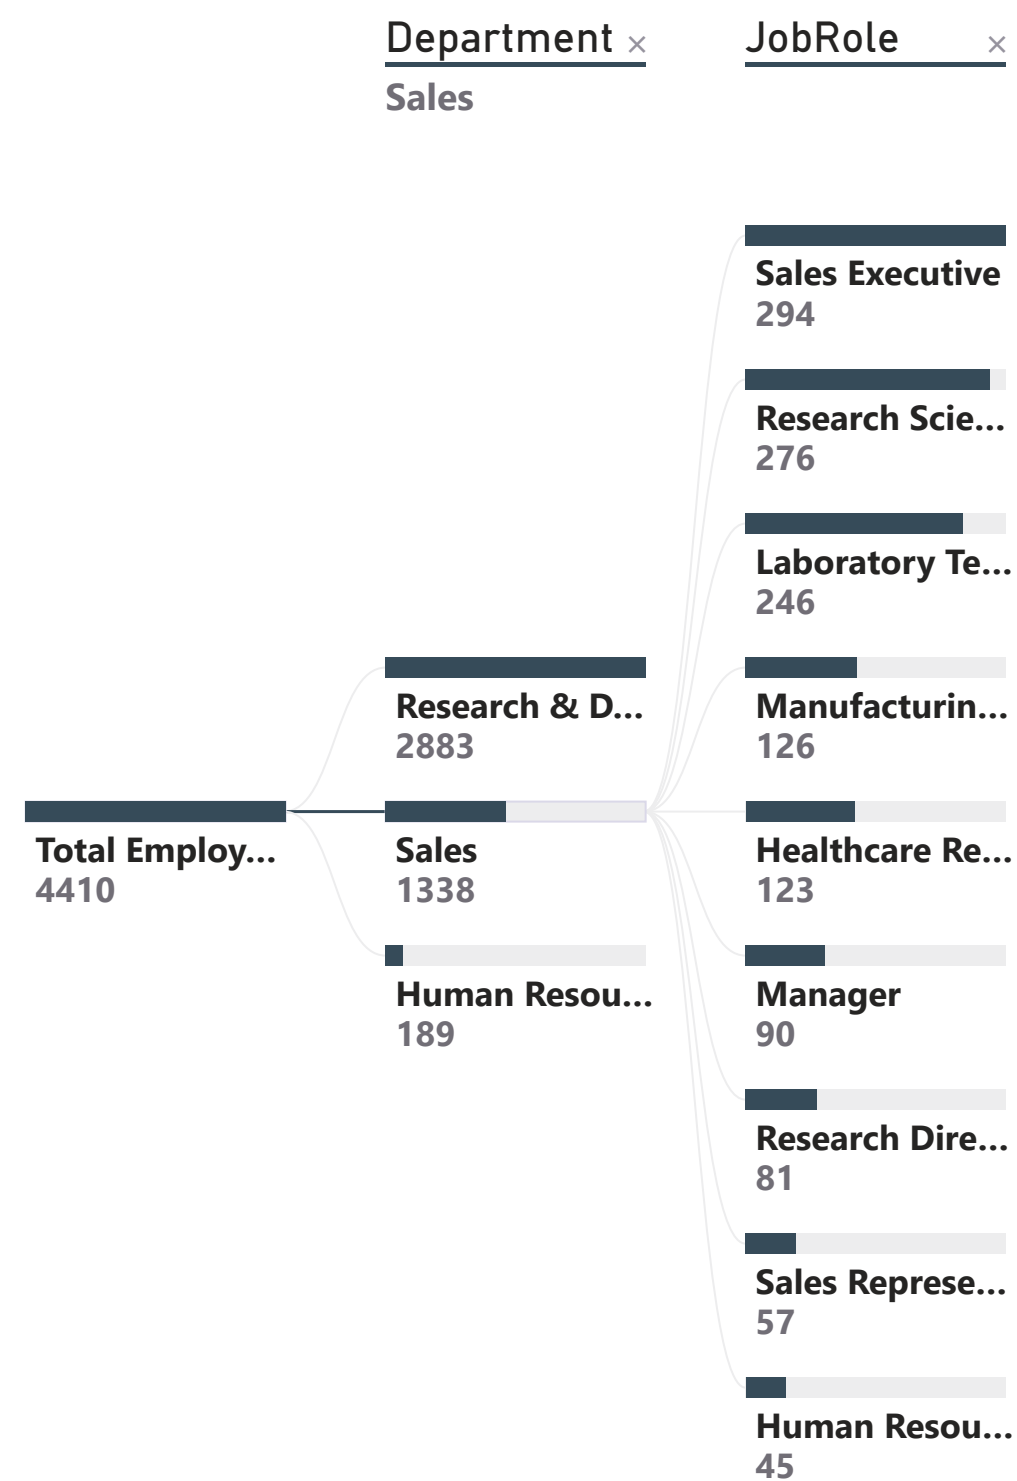 Department ×
JobRole ×
Sales
Sales Executive
294
Research Scie...
276
Laboratory Te...
246
Research & D...
2883
Manufacturin...
126
Total Employ...
4410
Sales
1338
Healthcare Re...
123
Human Resou...
189
Manager
90
Research Dire...
81
Sales Represe...
57
Human Resou...
45